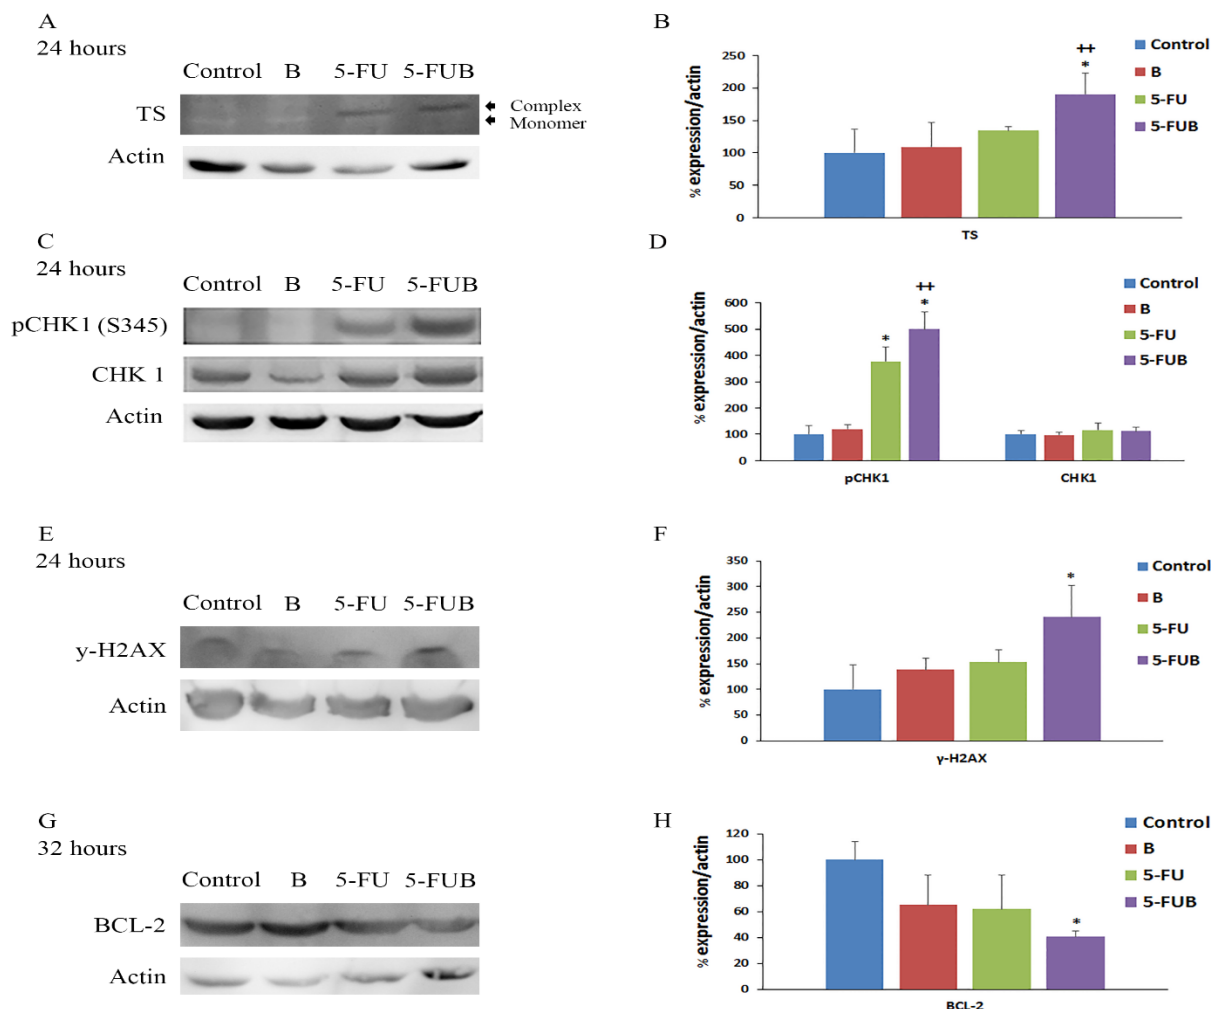 A
24 hours
Control B 5-FU 5-FUB
TS
Complex
Monomer
Actin
B
250
200
150
100
50
0
% expression/actin
++
*
TS
Control
B
5-FU
5-FUB
C
24 hours
Control B 5-FU 5-FUB
pCHK1 (S345)
CHK 1
Actin
D
600
500
400
300
200
100
0
% expression/actin
*
++
*
pCHK1 CHK1
Control
B
5-FU
5-FUB
E
24 hours
Control B 5-FU 5-FUB
γ-H2AX
Actin
F
350
300
250
200
150
100
50
0
% expression/actin
*
γ-H2AX
Control
B
5-FU
5-FUB
G
32 hours
Control B 5-FU 5-FUB
BCL-2
Actin
H
120
100
80
60
40
20
0
% expression/actin
*
BCL-2
Control
B
5-FU
5-FUB